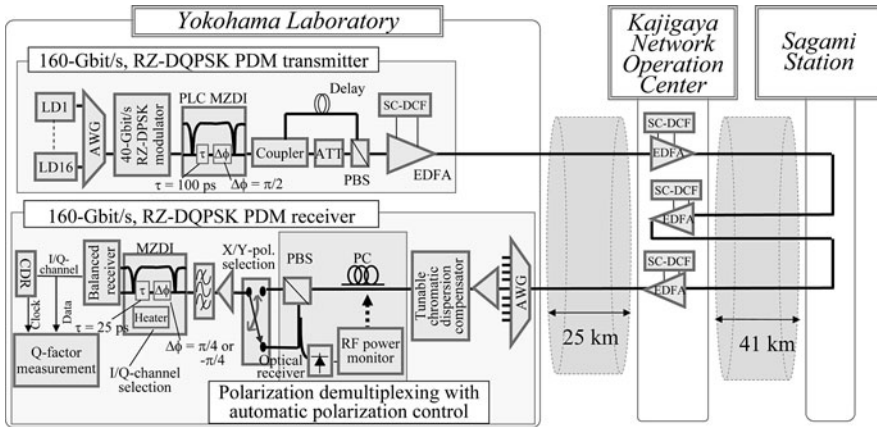 Yokohama Laboratory
160-Gbit/s, RZ-DQPSK PDM transmitter
LD1
LD16
AWG
40-Gbit/s
RZ-DPSK
modulator
PLC MZDI
τ
Δϕ
τ = 100 ps
Δϕ = π/2
Delay
Coupler
ATT
PBS
SC-DCF
EDFA
160-Gbit/s, RZ-DQPSK PDM receiver
CDR
I/Q-
channel
Clock
Data
Q-factor
measurement
Balanced
receiver
MZDI
τ
Δϕ
Heater
τ = 25 ps
Δϕ = π/4 or
-π/4
I/Q-channel
selection
X/Y-pol.
selection
PBS
PC
Optical
receiver
RF power
monitor
Tunable
chromatic
dispersion
compensator
AWG
Polarization demultiplexing with
automatic polarization control
25 km
Kajigaya
Network
Operation
Center
SC-DCF
EDFA
SC-DCF
EDFA
SC-DCF
EDFA
41 km
Sagami
Station